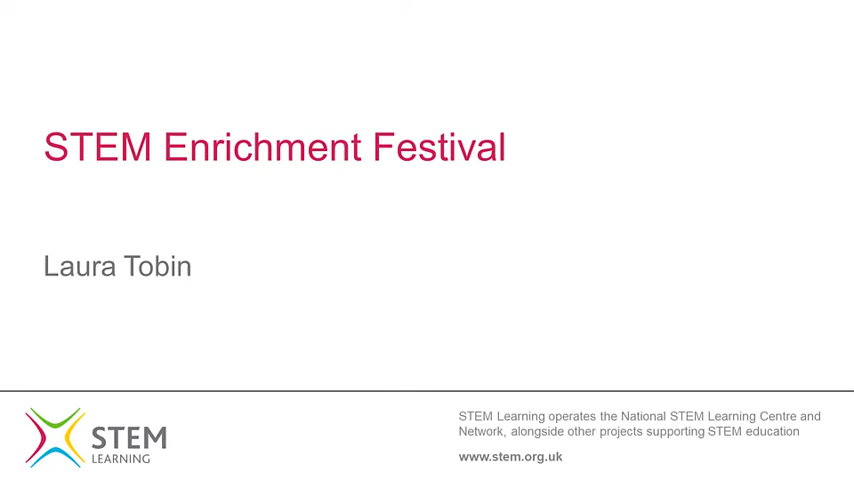 STEM Enrichment Festival
Laura Tobin
STEM
LEARNING
STEM Learning operates the National STEM Learning Centre and
Network, alongside other projects supporting STEM education
www.stem.org.uk